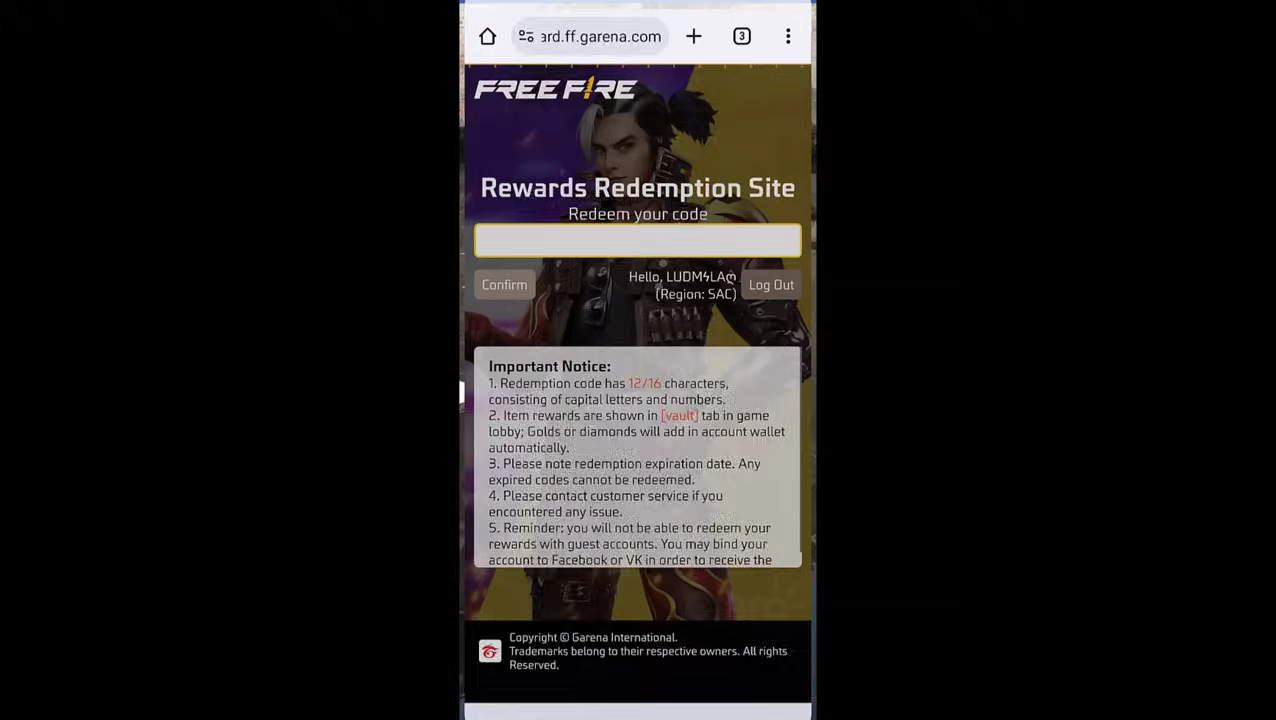 ard.ff.garena.com
3
FREE FIRE
Rewards Redemption Site
Redeem your code
Confirm
Hello, LUDMϟLAღ
(Region: SAC)
Log Out
Important Notice:
1. Redemption code has 12/16 characters,
consisting of capital letters and numbers.
2. Item rewards are shown in [vault] tab in game
lobby; Golds or diamonds will add in account wallet
automatically.
3. Please note redemption expiration date. Any
expired codes cannot be redeemed.
4. Please contact customer service if you
encountered any issue.
5. Reminder: you will not be able to redeem your
rewards with guest accounts. You may bind your
account to Facebook or VK in order to receive the
Copyright © Garena International.
Trademarks belong to their respective owners. All rights
Reserved.